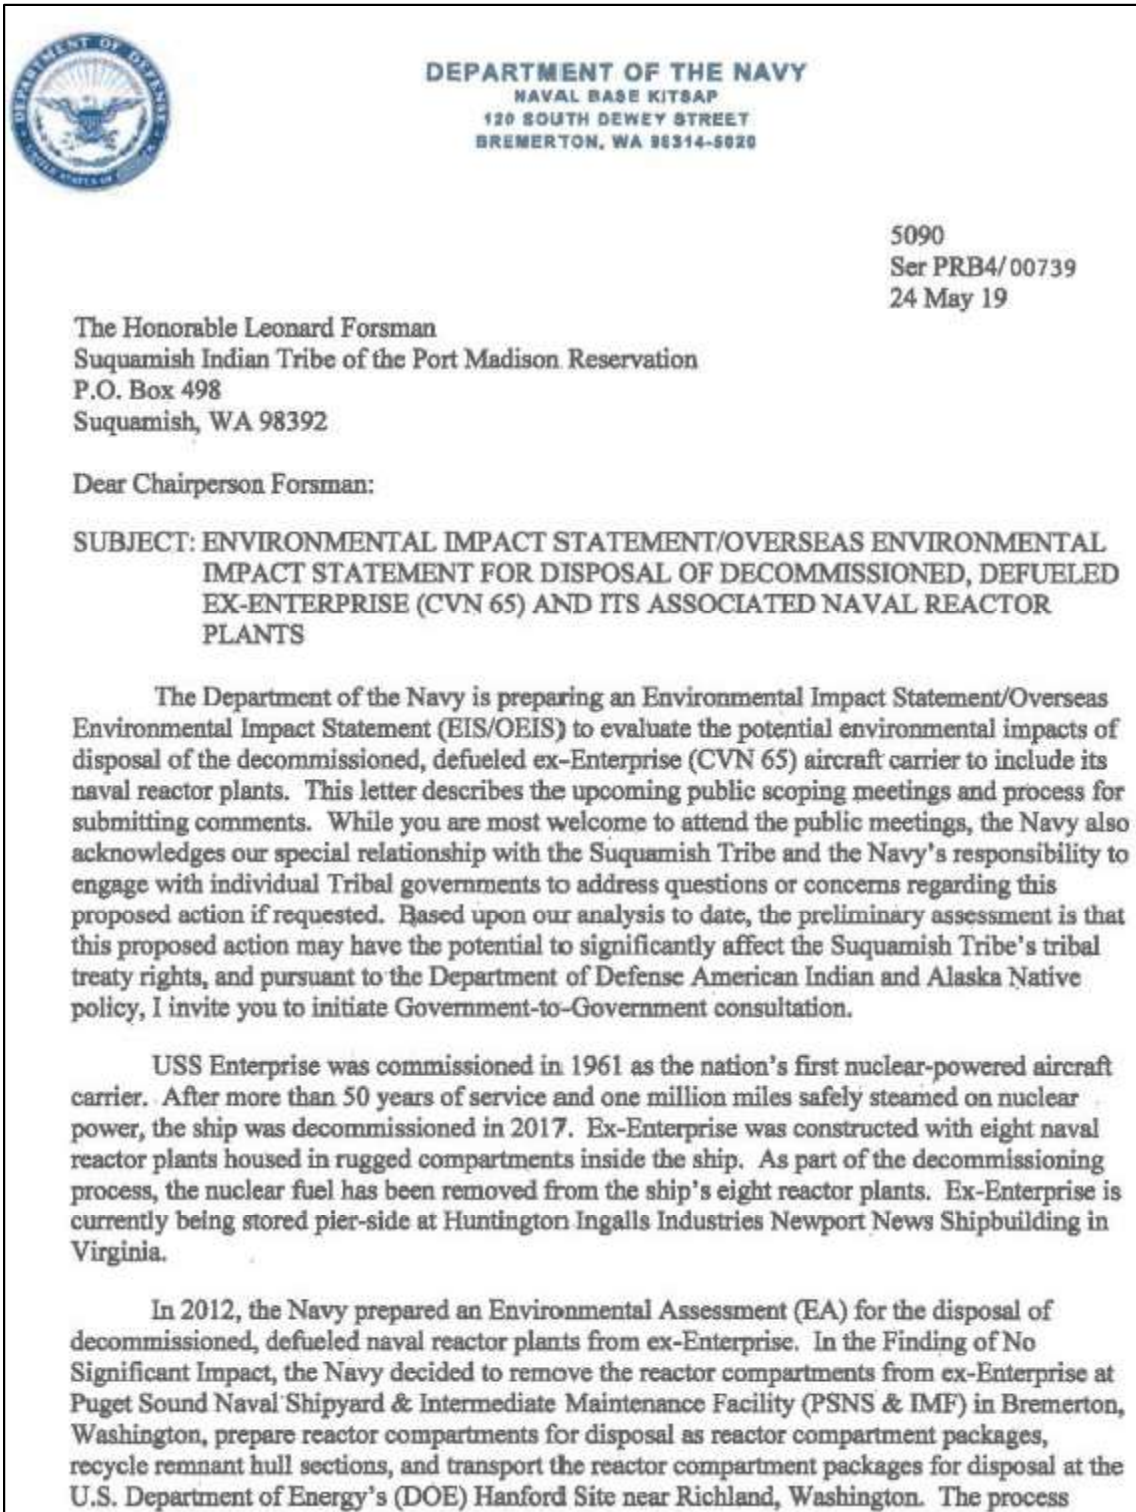 DEPARTMENT OF DEFENSE
UNITED STATES OF
DEPARTMENT OF THE NAVY
NAVAL BASE KITSAP
120 SOUTH DEWEY STREET
BREMERTON, WA 98314-5020
5090
Ser PRB4/00739
24 May 19
The Honorable Leonard Forsman
Suquamish Indian Tribe of the Port Madison Reservation
P.O. Box 498
Suquamish, WA 98392
Dear Chairperson Forsman:
SUBJECT: ENVIRONMENTAL IMPACT STATEMENT/OVERSEAS ENVIRONMENTAL
IMPACT STATEMENT FOR DISPOSAL OF DECOMMISSIONED, DEFUELED
EX-ENTERPRISE (CVN 65) AND ITS ASSOCIATED NAVAL REACTOR
PLANTS
The Department of the Navy is preparing an Environmental Impact Statement/Overseas
Environmental Impact Statement (EIS/OEIS) to evaluate the potential environmental impacts of
disposal of the decommissioned, defueled ex-Enterprise (CVN 65) aircraft carrier to include its
naval reactor plants. This letter describes the upcoming public scoping meetings and process for
submitting comments. While you are most welcome to attend the public meetings, the Navy also
acknowledges our special relationship with the Suquamish Tribe and the Navy's responsibility to
engage with individual Tribal governments to address questions or concerns regarding this
proposed action if requested. Based upon our analysis to date, the preliminary assessment is that
this proposed action may have the potential to significantly affect the Suquamish Tribe's tribal
treaty rights, and pursuant to the Department of Defense American Indian and Alaska Native
policy, I invite you to initiate Government-to-Government consultation.
USS Enterprise was commissioned in 1961 as the nation's first nuclear-powered aircraft
carrier. After more than 50 years of service and one million miles safely steamed on nuclear
power, the ship was decommissioned in 2017. Ex-Enterprise was constructed with eight naval
reactor plants housed in rugged compartments inside the ship. As part of the decommissioning
process, the nuclear fuel has been removed from the ship's eight reactor plants. Ex-Enterprise is
currently being stored pier-side at Huntington Ingalls Industries Newport News Shipbuilding in
Virginia.
In 2012, the Navy prepared an Environmental Assessment (EA) for the disposal of
decommissioned, defueled naval reactor plants from ex-Enterprise. In the Finding of No
Significant Impact, the Navy decided to remove the reactor compartments from ex-Enterprise at
Puget Sound Naval Shipyard & Intermediate Maintenance Facility (PSNS & IMF) in Bremerton,
Washington, prepare reactor compartments for disposal as reactor compartment packages,
recycle remnant hull sections, and transport the reactor compartment packages for disposal at the
U.S. Department of Energy's (DOE) Hanford Site near Richland, Washington. The process